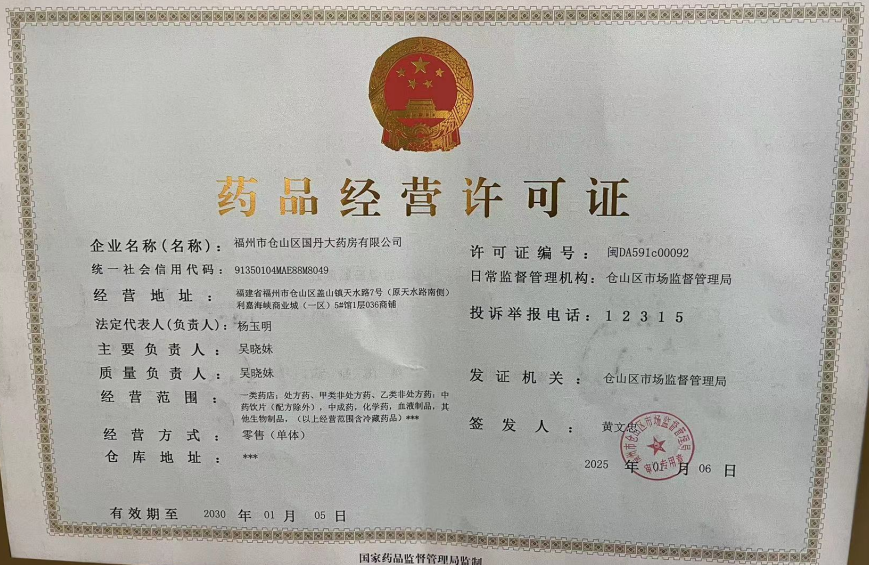 药品经营许可证
企业名称(名称)：福州市仓山区国丹大药房有限公司
统一社会信用代码：91350104MAE88M8049
经营地址：福建省福州市仓山区盖山镇天水路7号（原天水路南侧）
利嘉海峡商业城（一区）5#馆1层036商铺
法定代表人(负责人)：杨玉明
主要负责人：吴晓妹
质量负责人：吴晓妹
经营范围：一类药店；处方药、甲类非处方药、乙类非处方药；中
药饮片（配方除外），中成药，化学药，血液制品，其
他生物制品，（以上经营范围含冷藏药品）***
经营方式：零售（单体）
仓库地址：***
有效期至 2030 年 01 月 05 日
许可证编号：闽DA591c00092
日常监督管理机构：仓山区市场监督管理局
投诉举报电话：12315
发证机关：仓山区市场监督管理局
签发人：黄文忠
福州市仓山区市场监督管理局
2025 年 01 月 06 日
国家药品监督管理局监制